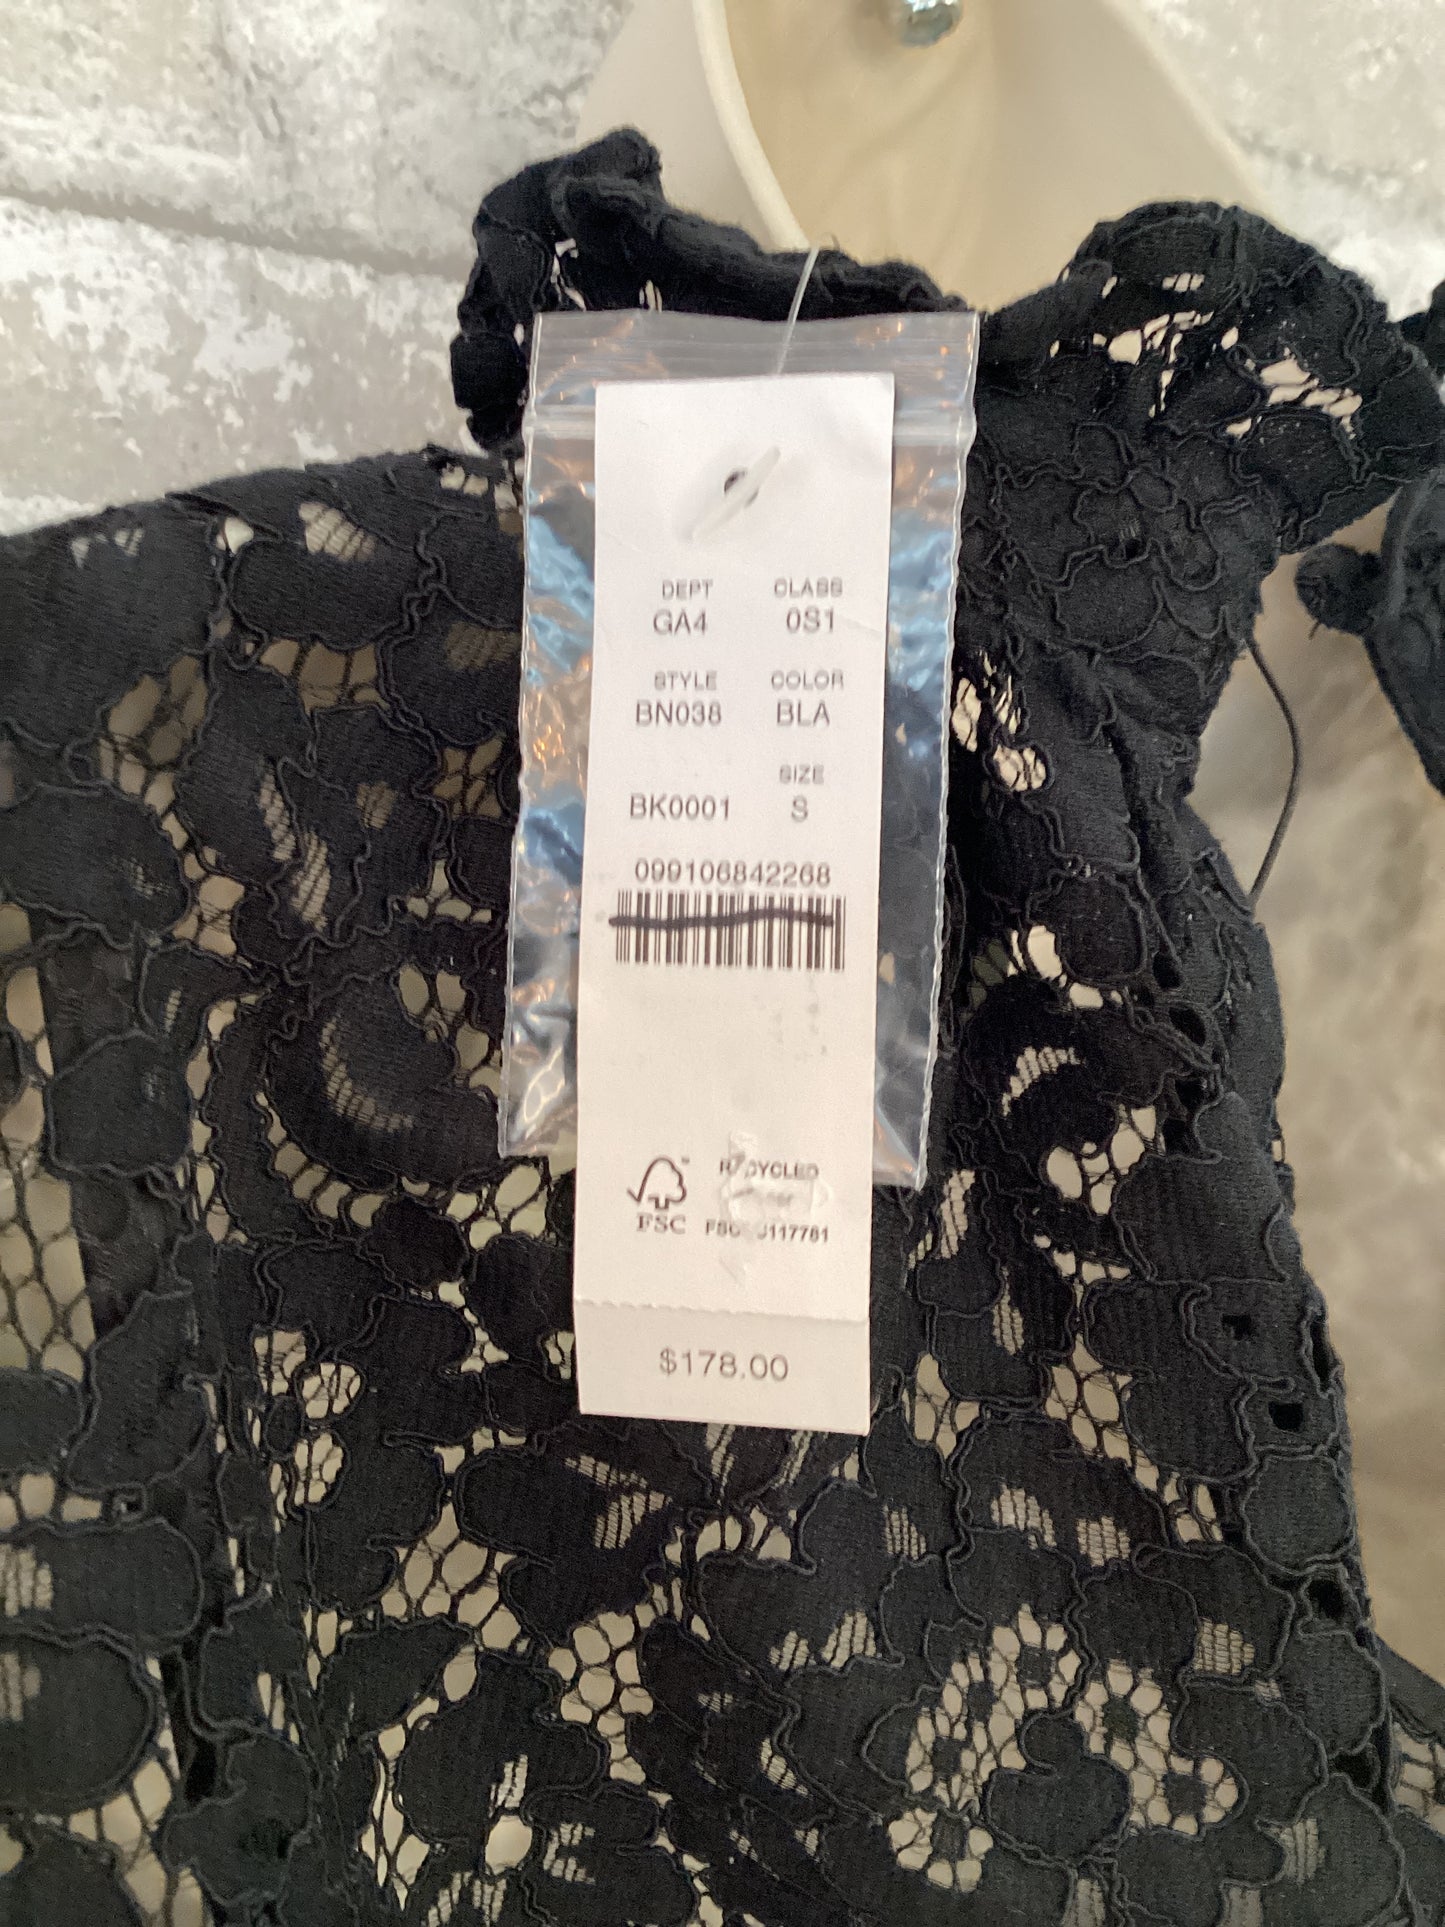 DEPT CLASS
GA4 0S1
STYLE COLOR
BN038 BLA
SIZE
BK0001 S
099106842268
FSC
$178.00